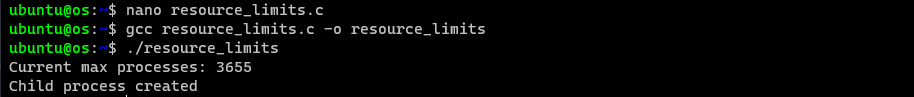 ubuntu@os:~$ nano resource_limits.c
ubuntu@os:~$ gcc resource_limits.c -o resource_limits
ubuntu@os:~$ ./resource_limits
Current max processes: 3655
Child process created